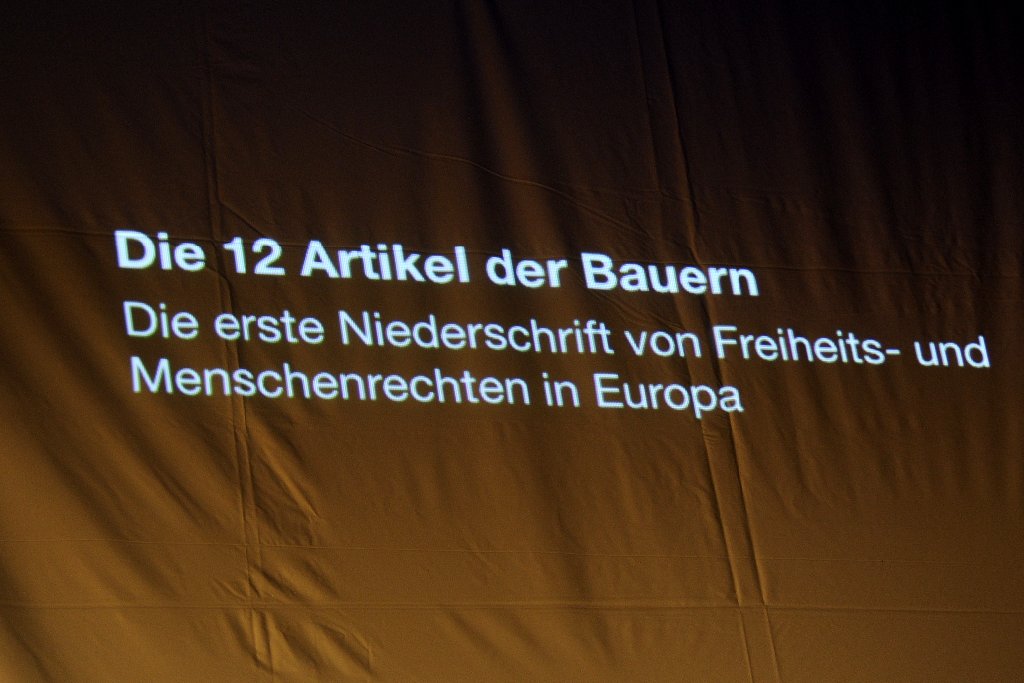 Die 12 Artikel der Bauern
Die erste Niederschrift von Freiheits- und
Menschenrechten in Europa